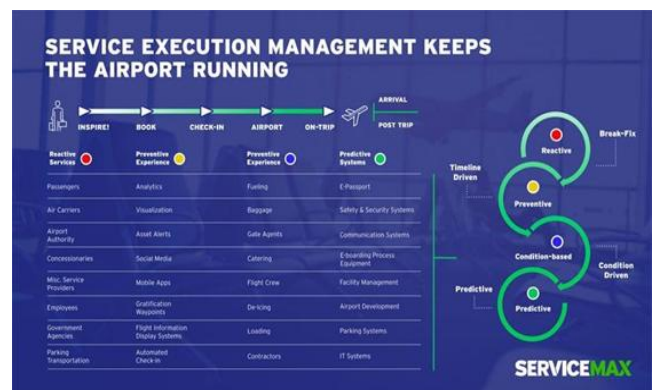 SERVICE EXECUTION MANAGEMENT KEEPS
THE AIRPORT RUNNING
ARRIVAL
INSPIRE!
BOOK
CHECK-IN
AIRPORT
ON-TRIP
POST TRIP
Reactive
Services
Preventive
Experience
Preventive
Experience
Predictive
Systems
Passengers
Analytics
Fueling
E-Passport
Air Carriers
Visualization
Baggage
Safety & Security Systems
Airport
Authority
Asset Alerts
Gate Agents
Communication Systems
Concessionaries
Social Media
Catering
E-boarding Process
Equipment
Misc. Service
Providers
Mobile Apps
Flight Crew
Facility Management
Employees
Gratification
Waypoints
De-Icing
Airport Development
Government
Agencies
Flight Information
Display Systems
Loading
Parking Systems
Parking
Transportation
Automated
Check-in
Contractors
IT Systems
Reactive
Break-Fix
Timeline
Driven
Preventive
Condition-based
Condition
Driven
Predictive
Predictive
SERVICEMAX